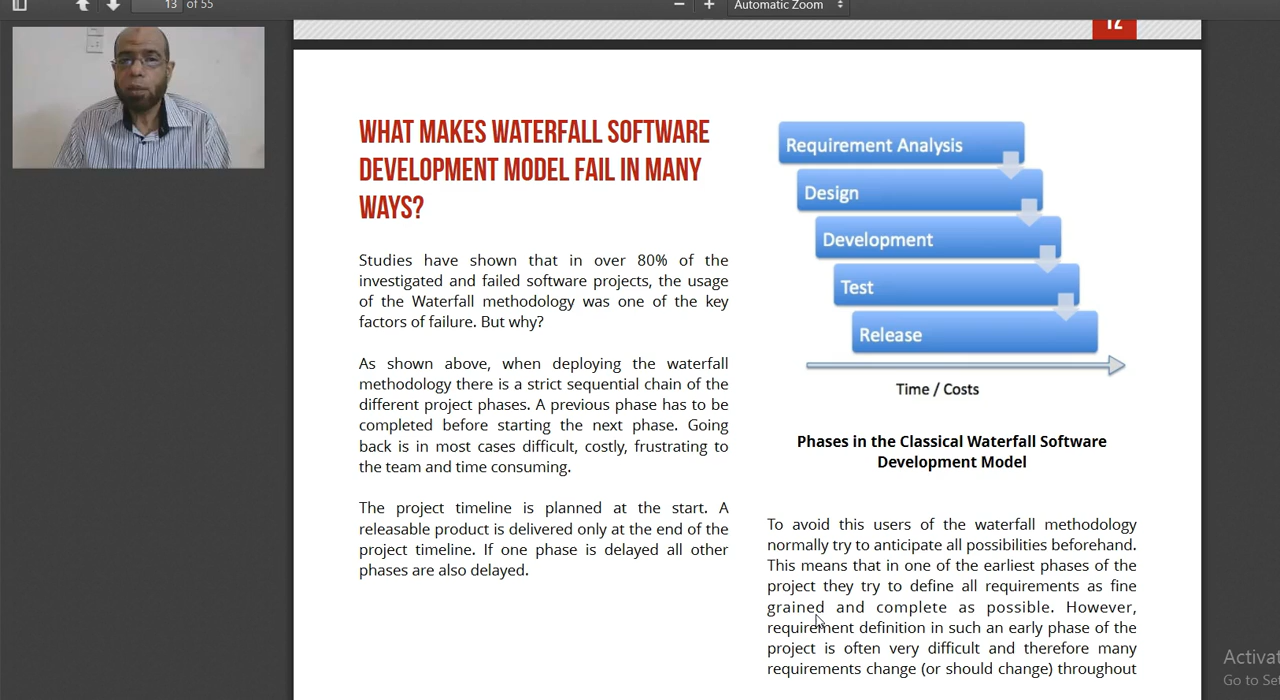 13 of 55
Automatic Zoom
12
WHAT MAKES WATERFALL SOFTWARE
DEVELOPMENT MODEL FAIL IN MANY
WAYS?
Studies have shown that in over 80% of the
investigated and failed software projects, the usage
of the Waterfall methodology was one of the key
factors of failure. But why?
As shown above, when deploying the waterfall
methodology there is a strict sequential chain of the
different project phases. A previous phase has to be
completed before starting the next phase. Going
back is in most cases difficult, costly, frustrating to
the team and time consuming.
The project timeline is planned at the start. A
releasable product is delivered only at the end of the
project timeline. If one phase is delayed all other
phases are also delayed.
Requirement Analysis
Design
Development
Test
Release
Time / Costs
Phases in the Classical Waterfall Software
Development Model
To avoid this users of the waterfall methodology
normally try to anticipate all possibilities beforehand.
This means that in one of the earliest phases of the
project they try to define all requirements as fine
grained and complete as possible. However,
requirement definition in such an early phase of the
project is often very difficult and therefore many
requirements change (or should change) throughout
Activat
Go to Set